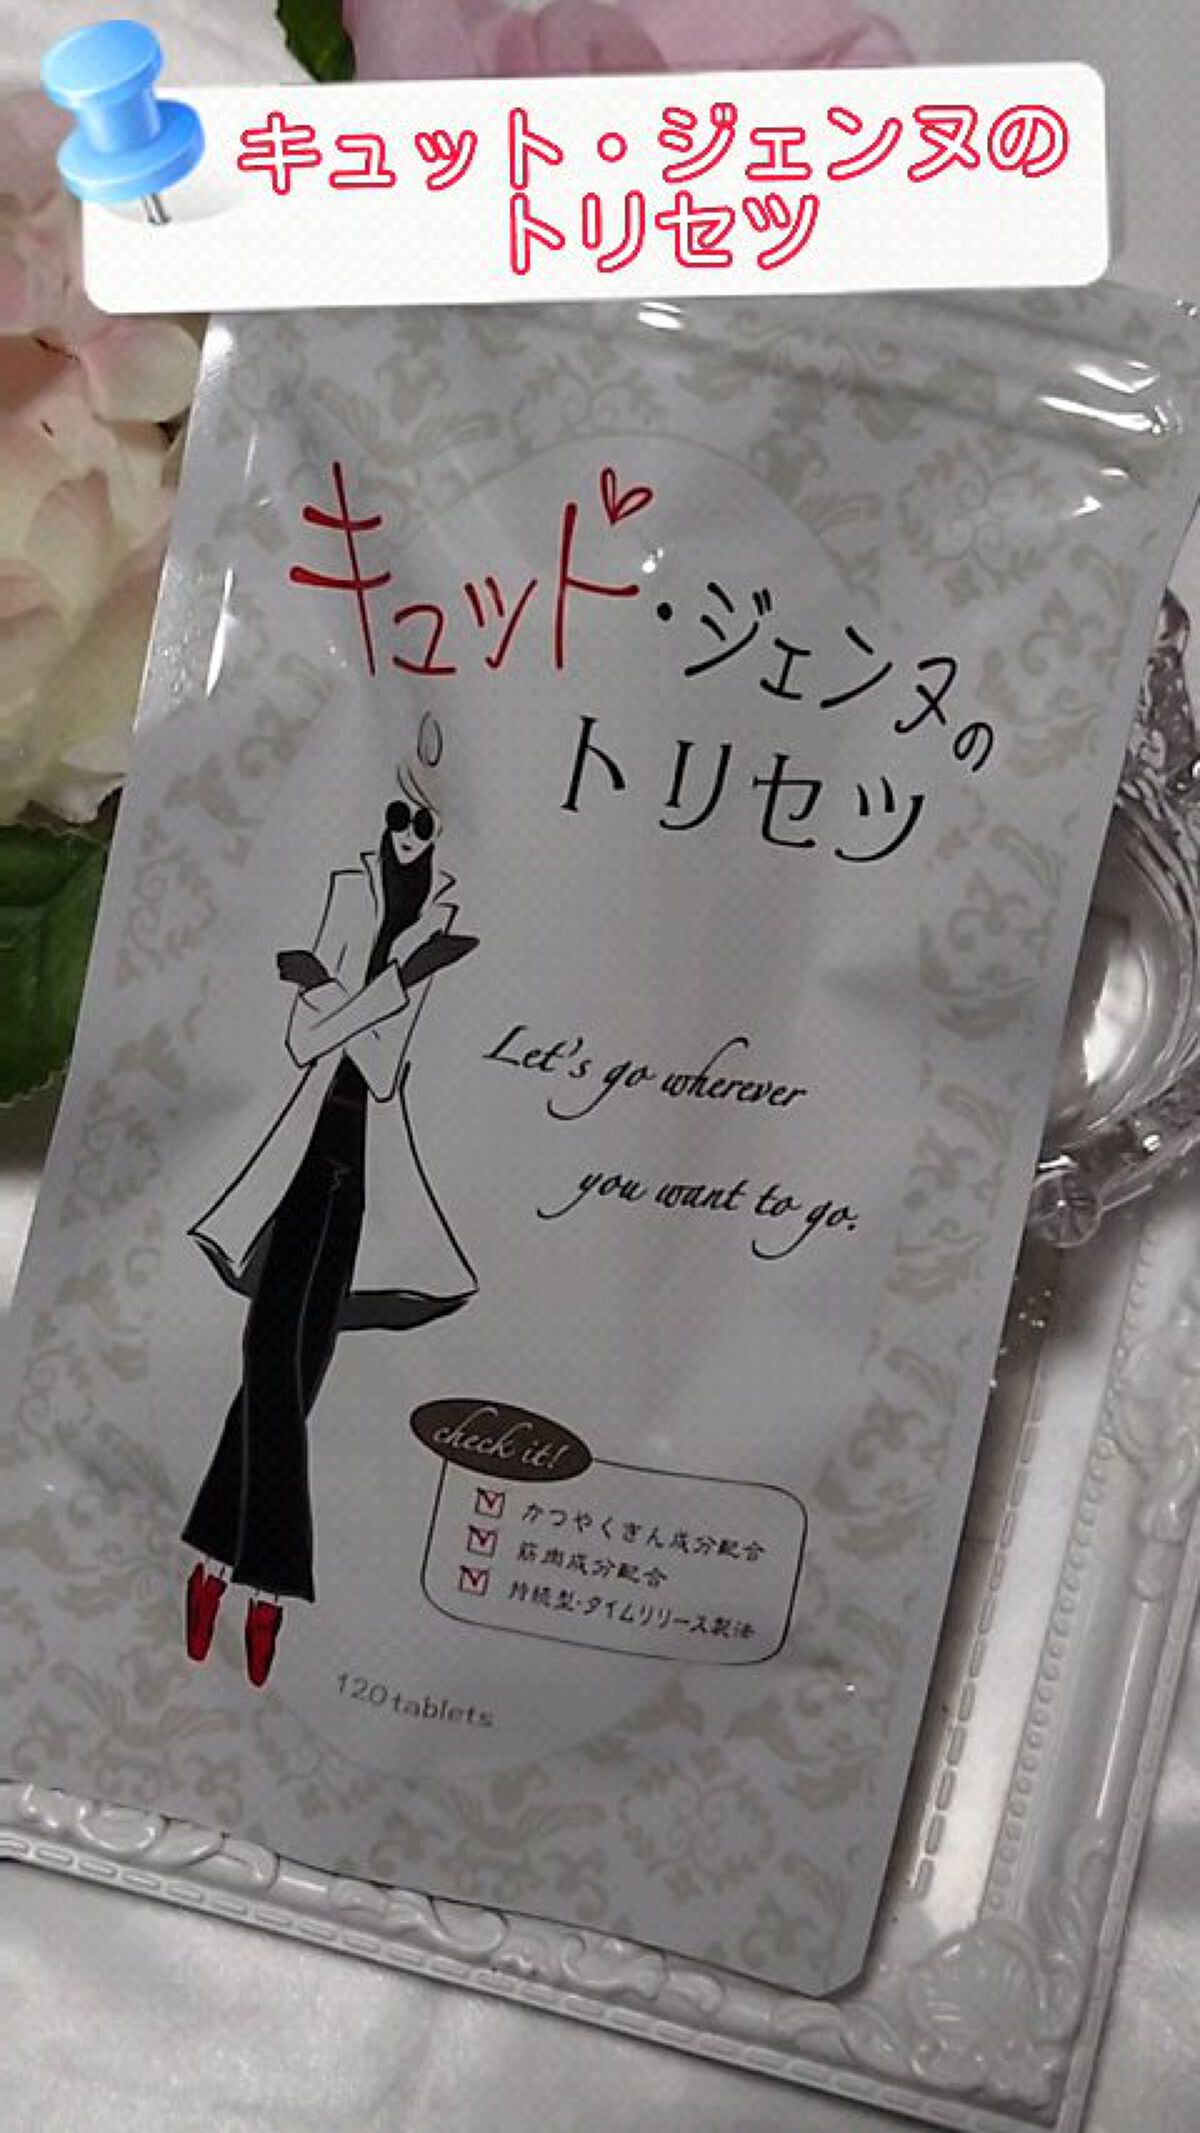 キュット・ジェンヌの
トリセツ
キュット・ジェンヌの
トリセツ
Let's go wherever
you want to go.
check it!
かつやくきん成分配合
筋肉成分配合
持続型・タイムリリース製法
120tablets